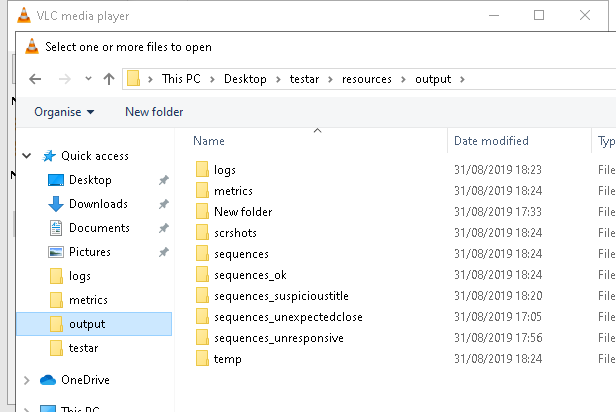 VLC media player
Select one or more files to open
This PC > Desktop > testar > resources > output >
Organise New folder
Name Date modified Typ
Quick access
Desktop
Downloads
Documents
Pictures
logs
metrics
output
testar
OneDrive
This PC
logs 31/08/2019 18:23 File
metrics 31/08/2019 18:24 File
New folder 31/08/2019 17:33 File
scrshots 31/08/2019 18:24 File
sequences 31/08/2019 18:24 File
sequences_ok 31/08/2019 18:24 File
sequences_suspicioustitle 31/08/2019 18:20 File
sequences_unexpectedclose 31/08/2019 17:05 File
sequences_unresponsive 31/08/2019 17:56 File
temp 31/08/2019 18:24 File